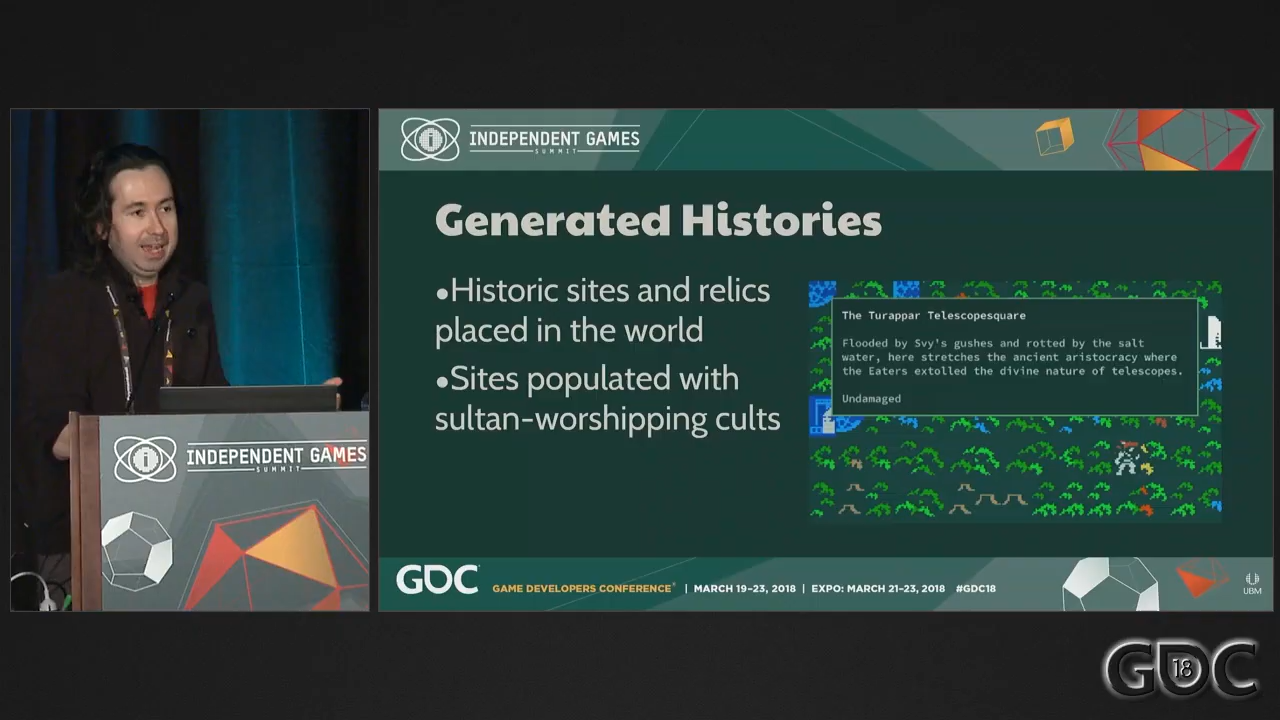 INDEPENDENT GAMES
SUMMIT
Generated Histories
•Historic sites and relics
placed in the world
•Sites populated with
sultan-worshipping cults
The Turappar Telescopesquare
Flooded by Svy's gushes and rotted by the salt
water, here stretches the ancient aristocracy where
the Eaters extolled the divine nature of telescopes.
Undamaged
INDEPENDENT GAMES
SUMMIT
GDC GAME DEVELOPERS CONFERENCE® | MARCH 19–23, 2018 | EXPO: MARCH 21–23, 2018 #GDC18
UBM
GDC 18